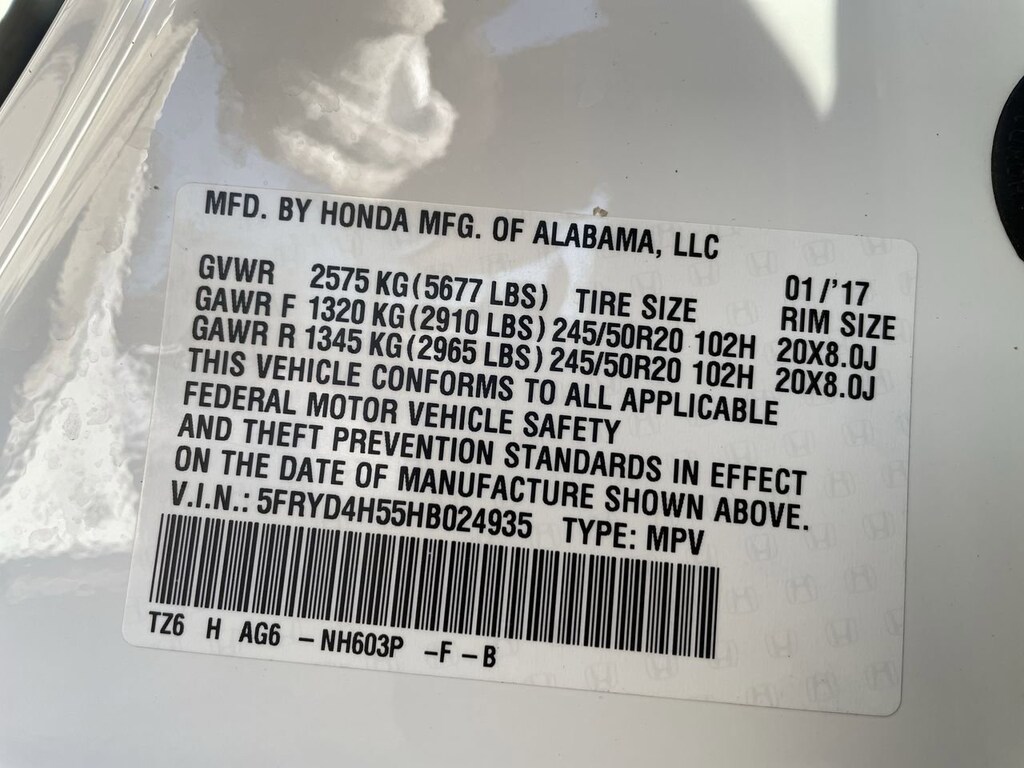 MFD. BY HONDA MFG. OF ALABAMA, LLC
01/'17
GVWR 2575 KG (5677 LBS) TIRE SIZE RIM SIZE
GAWR F 1320 KG (2910 LBS) 245/50R20 102H 20X8.0J
GAWR R 1345 KG (2965 LBS) 245/50R20 102H 20X8.0J
THIS VEHICLE CONFORMS TO ALL APPLICABLE
FEDERAL MOTOR VEHICLE SAFETY
AND THEFT PREVENTION STANDARDS IN EFFECT
ON THE DATE OF MANUFACTURE SHOWN ABOVE.
V.I.N.: 5FRYD4H55HB024935 TYPE: MPV
TZ6 H AG6 - NH603P - F - B